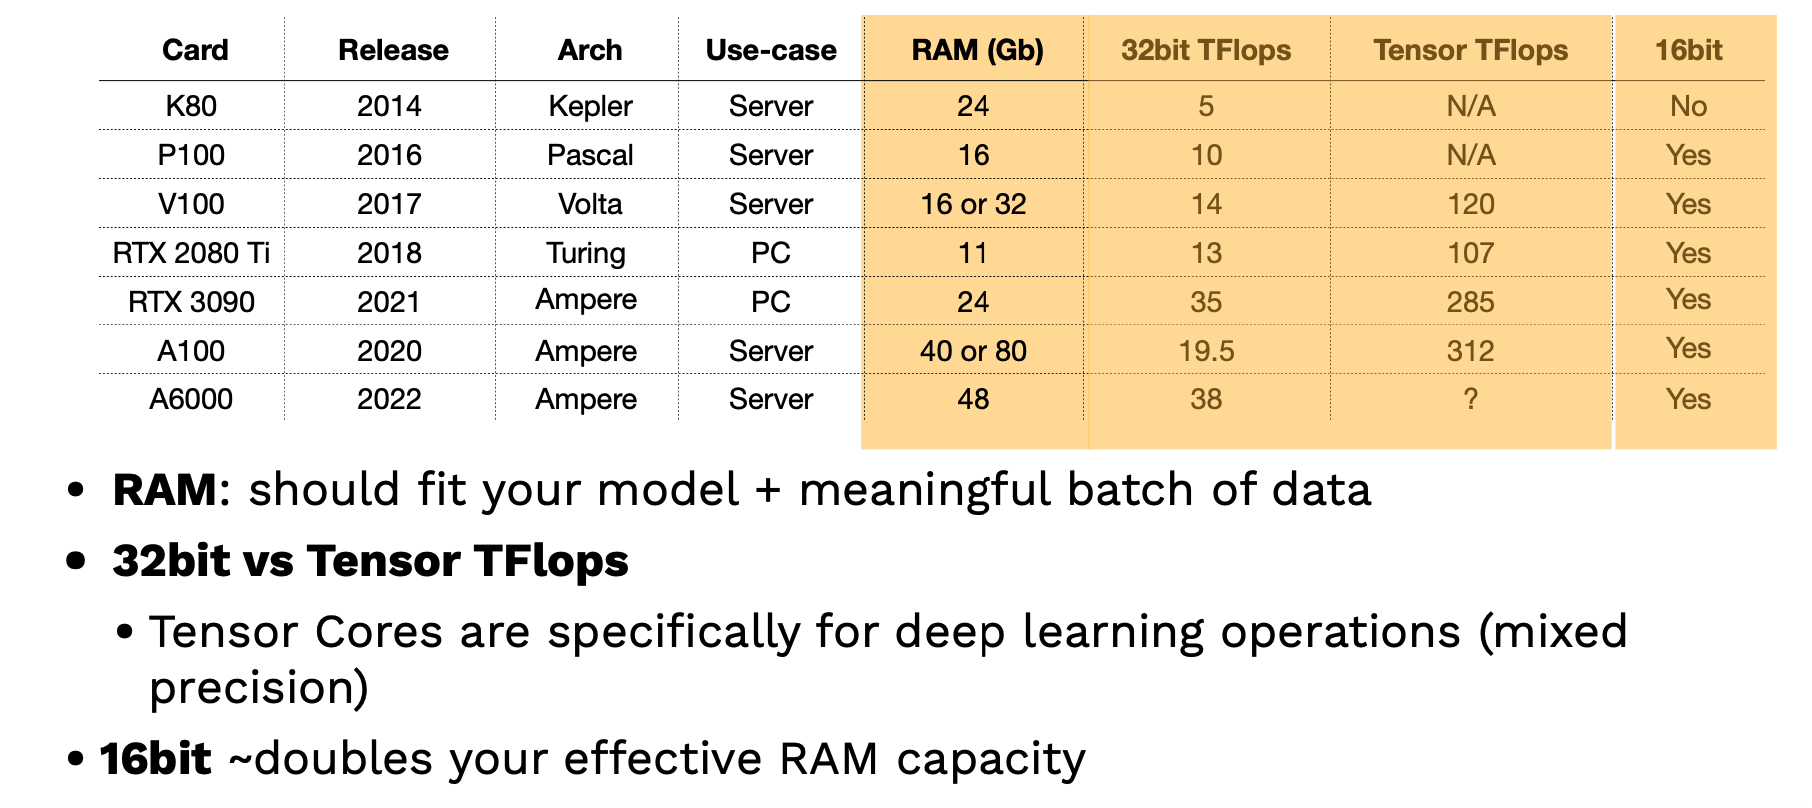 Card Release Arch Use-case RAM (Gb) 32bit TFlops Tensor TFlops 16bit
K80 2014 Kepler Server 24 5 N/A No
P100 2016 Pascal Server 16 10 N/A Yes
V100 2017 Volta Server 16 or 32 14 120 Yes
RTX 2080 Ti 2018 Turing PC 11 13 107 Yes
RTX 3090 2021 Ampere PC 24 35 285 Yes
A100 2020 Ampere Server 40 or 80 19.5 312 Yes
A6000 2022 Ampere Server 48 38 ? Yes
• RAM: should fit your model + meaningful batch of data
• 32bit vs Tensor TFlops
• Tensor Cores are specifically for deep learning operations (mixed
precision)
• 16bit ~doubles your effective RAM capacity